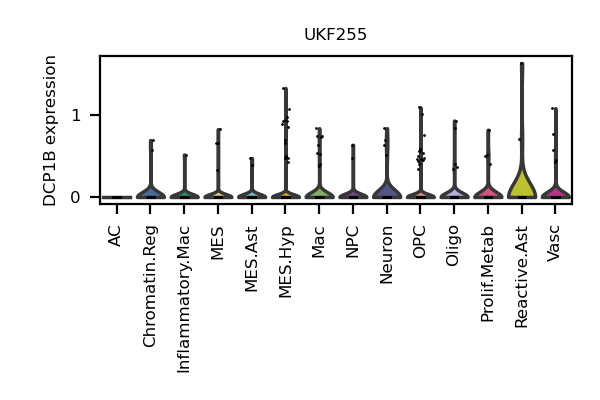 UKF255
DCP1B expression
1
0
AC
Chromatin.Reg
Inflammatory.Mac
MES
MES.Ast
MES.Hyp
Mac
NPC
Neuron
OPC
Oligo
Prolif.Metab
Reactive.Ast
Vasc